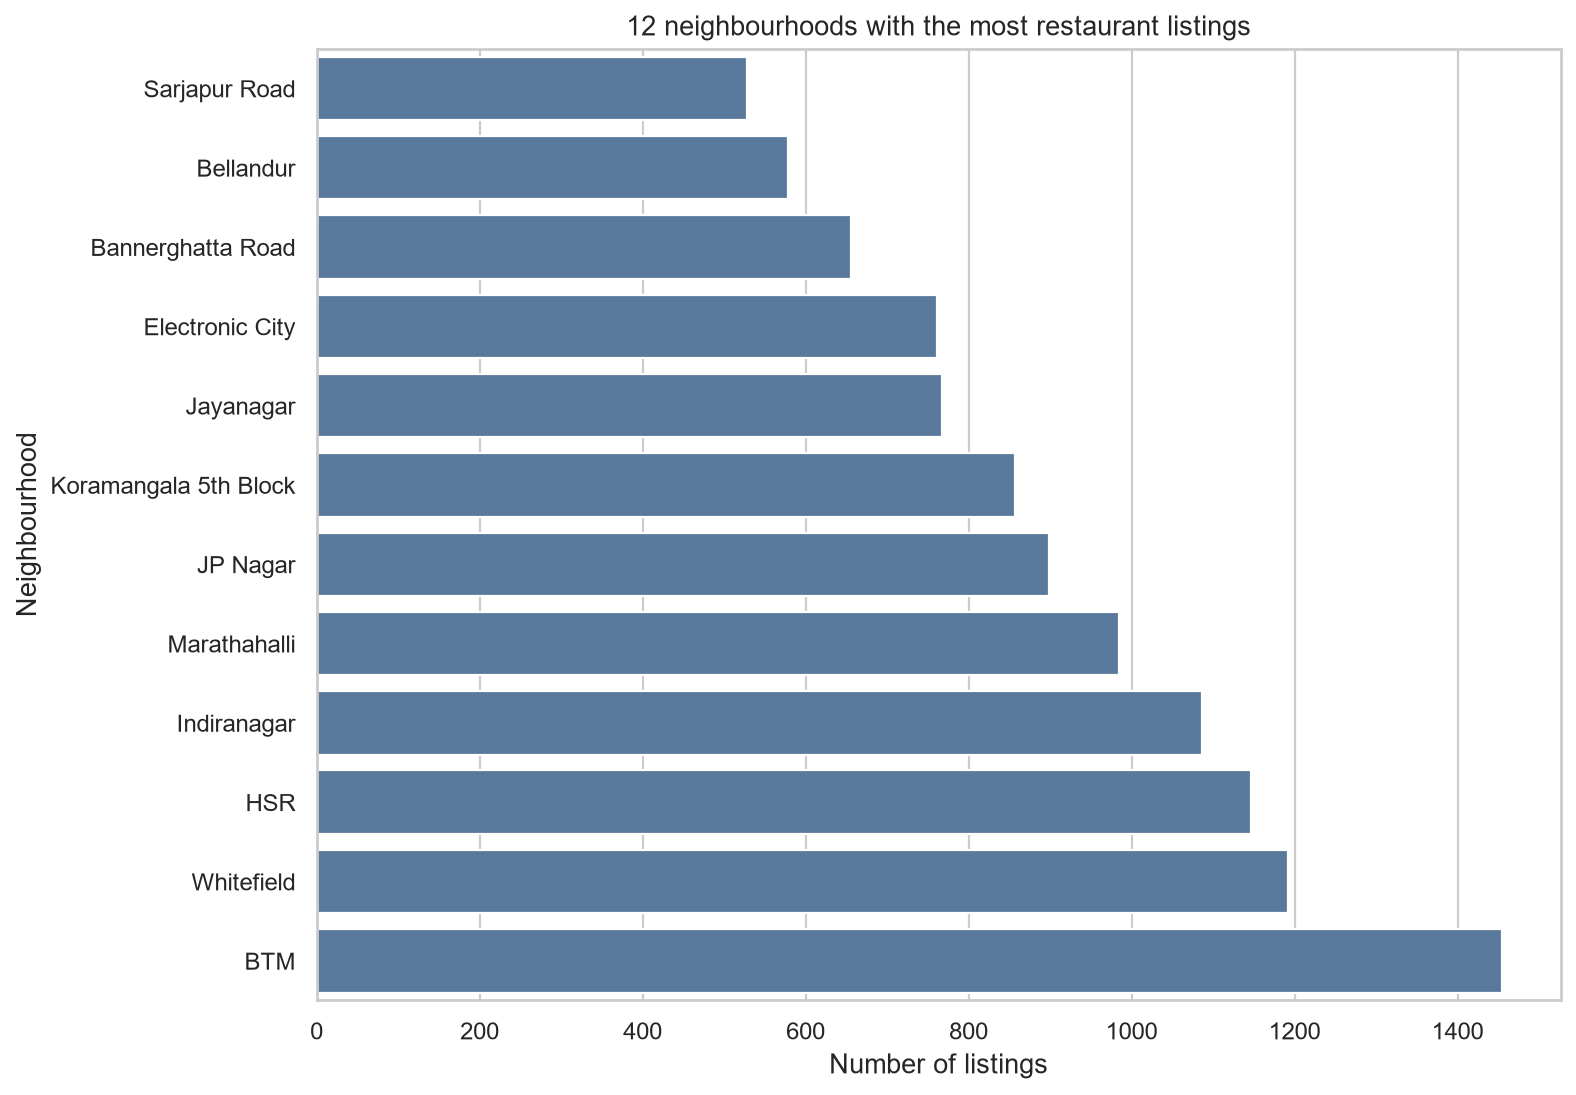 12 neighbourhoods with the most restaurant listings
Neighbourhood
Sarjapur Road
Bellandur
Bannerghatta Road
Electronic City
Jayanagar
Koramangala 5th Block
JP Nagar
Marathahalli
Indiranagar
HSR
Whitefield
BTM
0 200 400 600 800 1000 1200 1400
Number of listings